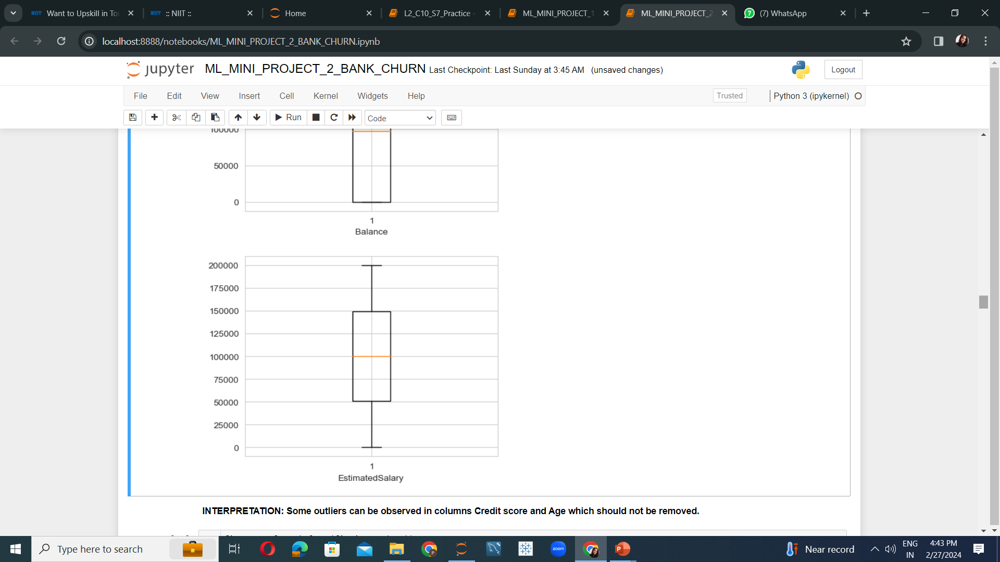 Want to Upskill in Too
:: NIIT ::
Home
L2_C10_S7_Practice -
ML_MINI_PROJECT_1
ML_MINI_PROJECT_2
(7) WhatsApp
localhost:8888/notebooks/ML_MINI_PROJECT_2_BANK_CHURN.ipynb
jupyter ML_MINI_PROJECT_2_BANK_CHURN Last Checkpoint: Last Sunday at 3:45 AM (unsaved changes)
Logout
File Edit View Insert Cell Kernel Widgets Help
Trusted
Python 3 (ipykernel)
Run
Code
100000
50000
0
1
Balance
200000
175000
150000
125000
100000
75000
50000
25000
0
1
EstimatedSalary
INTERPRETATION: Some outliers can be observed in columns Credit score and Age which should not be removed.
Type here to search
zoom
Near record
ENG
IN
4:43 PM
2/27/2024